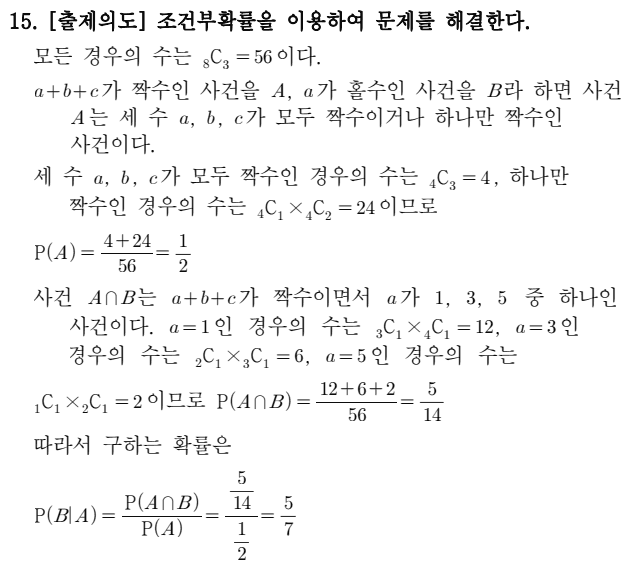 15. [출제의도] 조건부확률을 이용하여 문제를 해결한다.
모든 경우의 수는 ₈C₃ = 56이다.
a+b+c가 짝수인 사건을 A, a가 홀수인 사건을 B라 하면 사건
A는 세 수 a, b, c가 모두 짝수이거나 하나만 짝수인
사건이다.
세 수 a, b, c가 모두 짝수인 경우의 수는 ₄C₃ = 4, 하나만
짝수인 경우의 수는 ₄C₁×₄C₂ = 24이므로
P(A) = (4+24)/56 = 1/2
사건 A∩B는 a+b+c가 짝수이면서 a가 1, 3, 5 중 하나인
사건이다. a=1인 경우의 수는 ₃C₁×₄C₁ = 12, a=3인
경우의 수는 ₂C₁×₃C₁ = 6, a=5인 경우의 수는
₁C₁×₂C₁ = 2이므로 P(A∩B) = (12+6+2)/56 = 5/14
따라서 구하는 확률은
P(B|A) = P(A∩B)/P(A) = (5/14)/(1/2) = 5/7